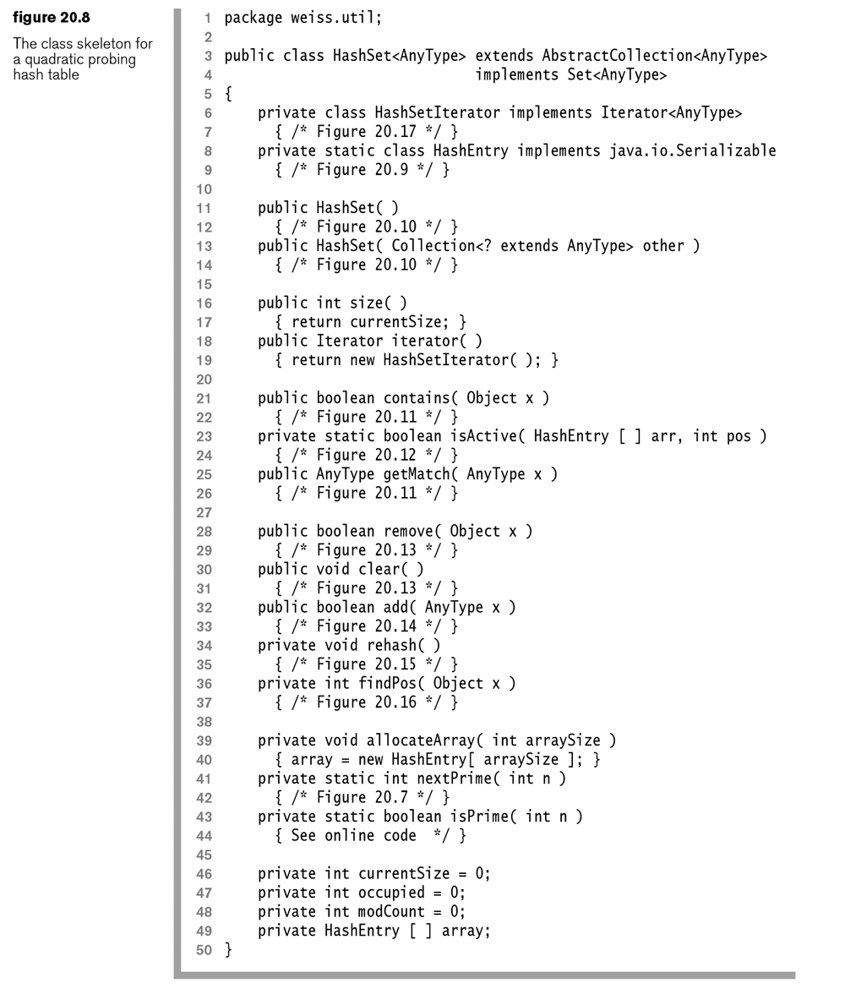 figure 20.8
The class skeleton for
a quadratic probing
hash table
1 package weiss.util;
2
3 public class HashSet<AnyType> extends AbstractCollection<AnyType>
4                               implements Set<AnyType>
5 {
6     private class HashSetIterator implements Iterator<AnyType>
7       { /* Figure 20.17 */ }
8     private static class HashEntry implements java.io.Serializable
9       { /* Figure 20.9 */ }
10
11     public HashSet( )
12       { /* Figure 20.10 */ }
13     public HashSet( Collection<? extends AnyType> other )
14       { /* Figure 20.10 */ }
15
16     public int size( )
17       { return currentSize; }
18     public Iterator iterator( )
19       { return new HashSetIterator( ); }
20
21     public boolean contains( Object x )
22       { /* Figure 20.11 */ }
23     private static boolean isActive( HashEntry [ ] arr, int pos )
24       { /* Figure 20.12 */ }
25     public AnyType getMatch( AnyType x )
26       { /* Figure 20.11 */ }
27
28     public boolean remove( Object x )
29       { /* Figure 20.13 */ }
30     public void clear( )
31       { /* Figure 20.13 */ }
32     public boolean add( AnyType x )
33       { /* Figure 20.14 */ }
34     private void rehash( )
35       { /* Figure 20.15 */ }
36     private int findPos( Object x )
37       { /* Figure 20.16 */ }
38
39     private void allocateArray( int arraySize )
40       { array = new HashEntry[ arraySize ]; }
41     private static int nextPrime( int n )
42       { /* Figure 20.7 */ }
43     private static boolean isPrime( int n )
44       { See online code  */ }
45
46     private int currentSize = 0;
47     private int occupied = 0;
48     private int modCount = 0;
49     private HashEntry [ ] array;
50 }